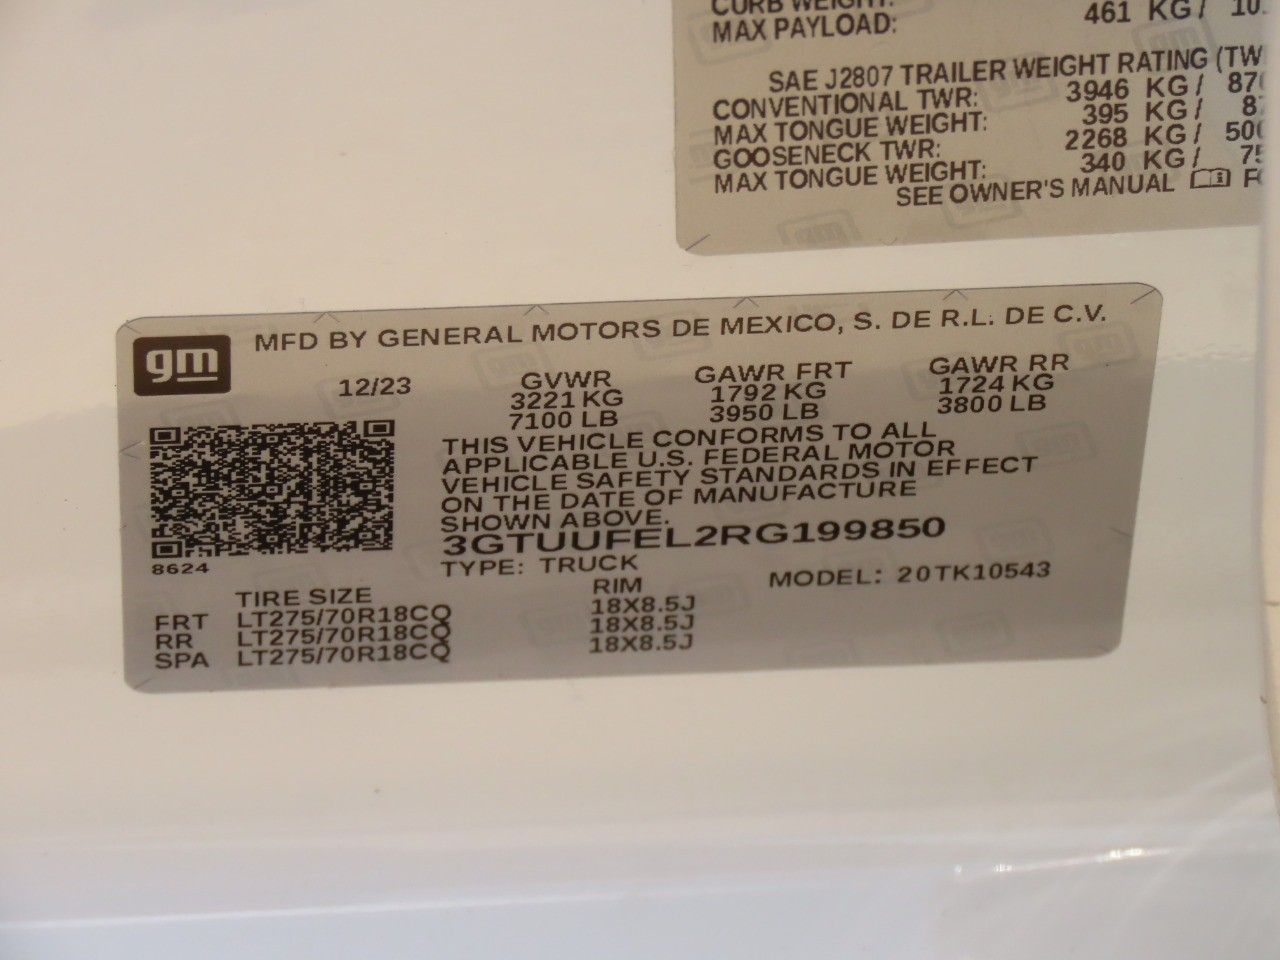 CURB WEIGHT:
MAX PAYLOAD: 461 KG /
SAE J2807 TRAILER WEIGHT RATING
CONVENTIONAL TWR: 3946 KG /
MAX TONGUE WEIGHT: 395 KG /
GOOSENECK TWR: 2268 KG /
MAX TONGUE WEIGHT: 340 KG /
SEE OWNER'S MANUAL
gm MFD BY GENERAL MOTORS DE MEXICO, S. DE R.L. DE C.V.
12/23 GVWR GAWR FRT GAWR RR
3221 KG 1792 KG 1724 KG
7100 LB 3950 LB 3800 LB
THIS VEHICLE CONFORMS TO ALL
APPLICABLE U.S. FEDERAL MOTOR
VEHICLE SAFETY STANDARDS IN EFFECT
ON THE DATE OF MANUFACTURE
SHOWN ABOVE.
3GTUUFEL2RG199850
8624 TYPE: TRUCK MODEL: 20TK10543
TIRE SIZE RIM
FRT LT275/70R18CQ 18X8.5J
RR LT275/70R18CQ 18X8.5J
SPA LT275/70R18CQ 18X8.5J